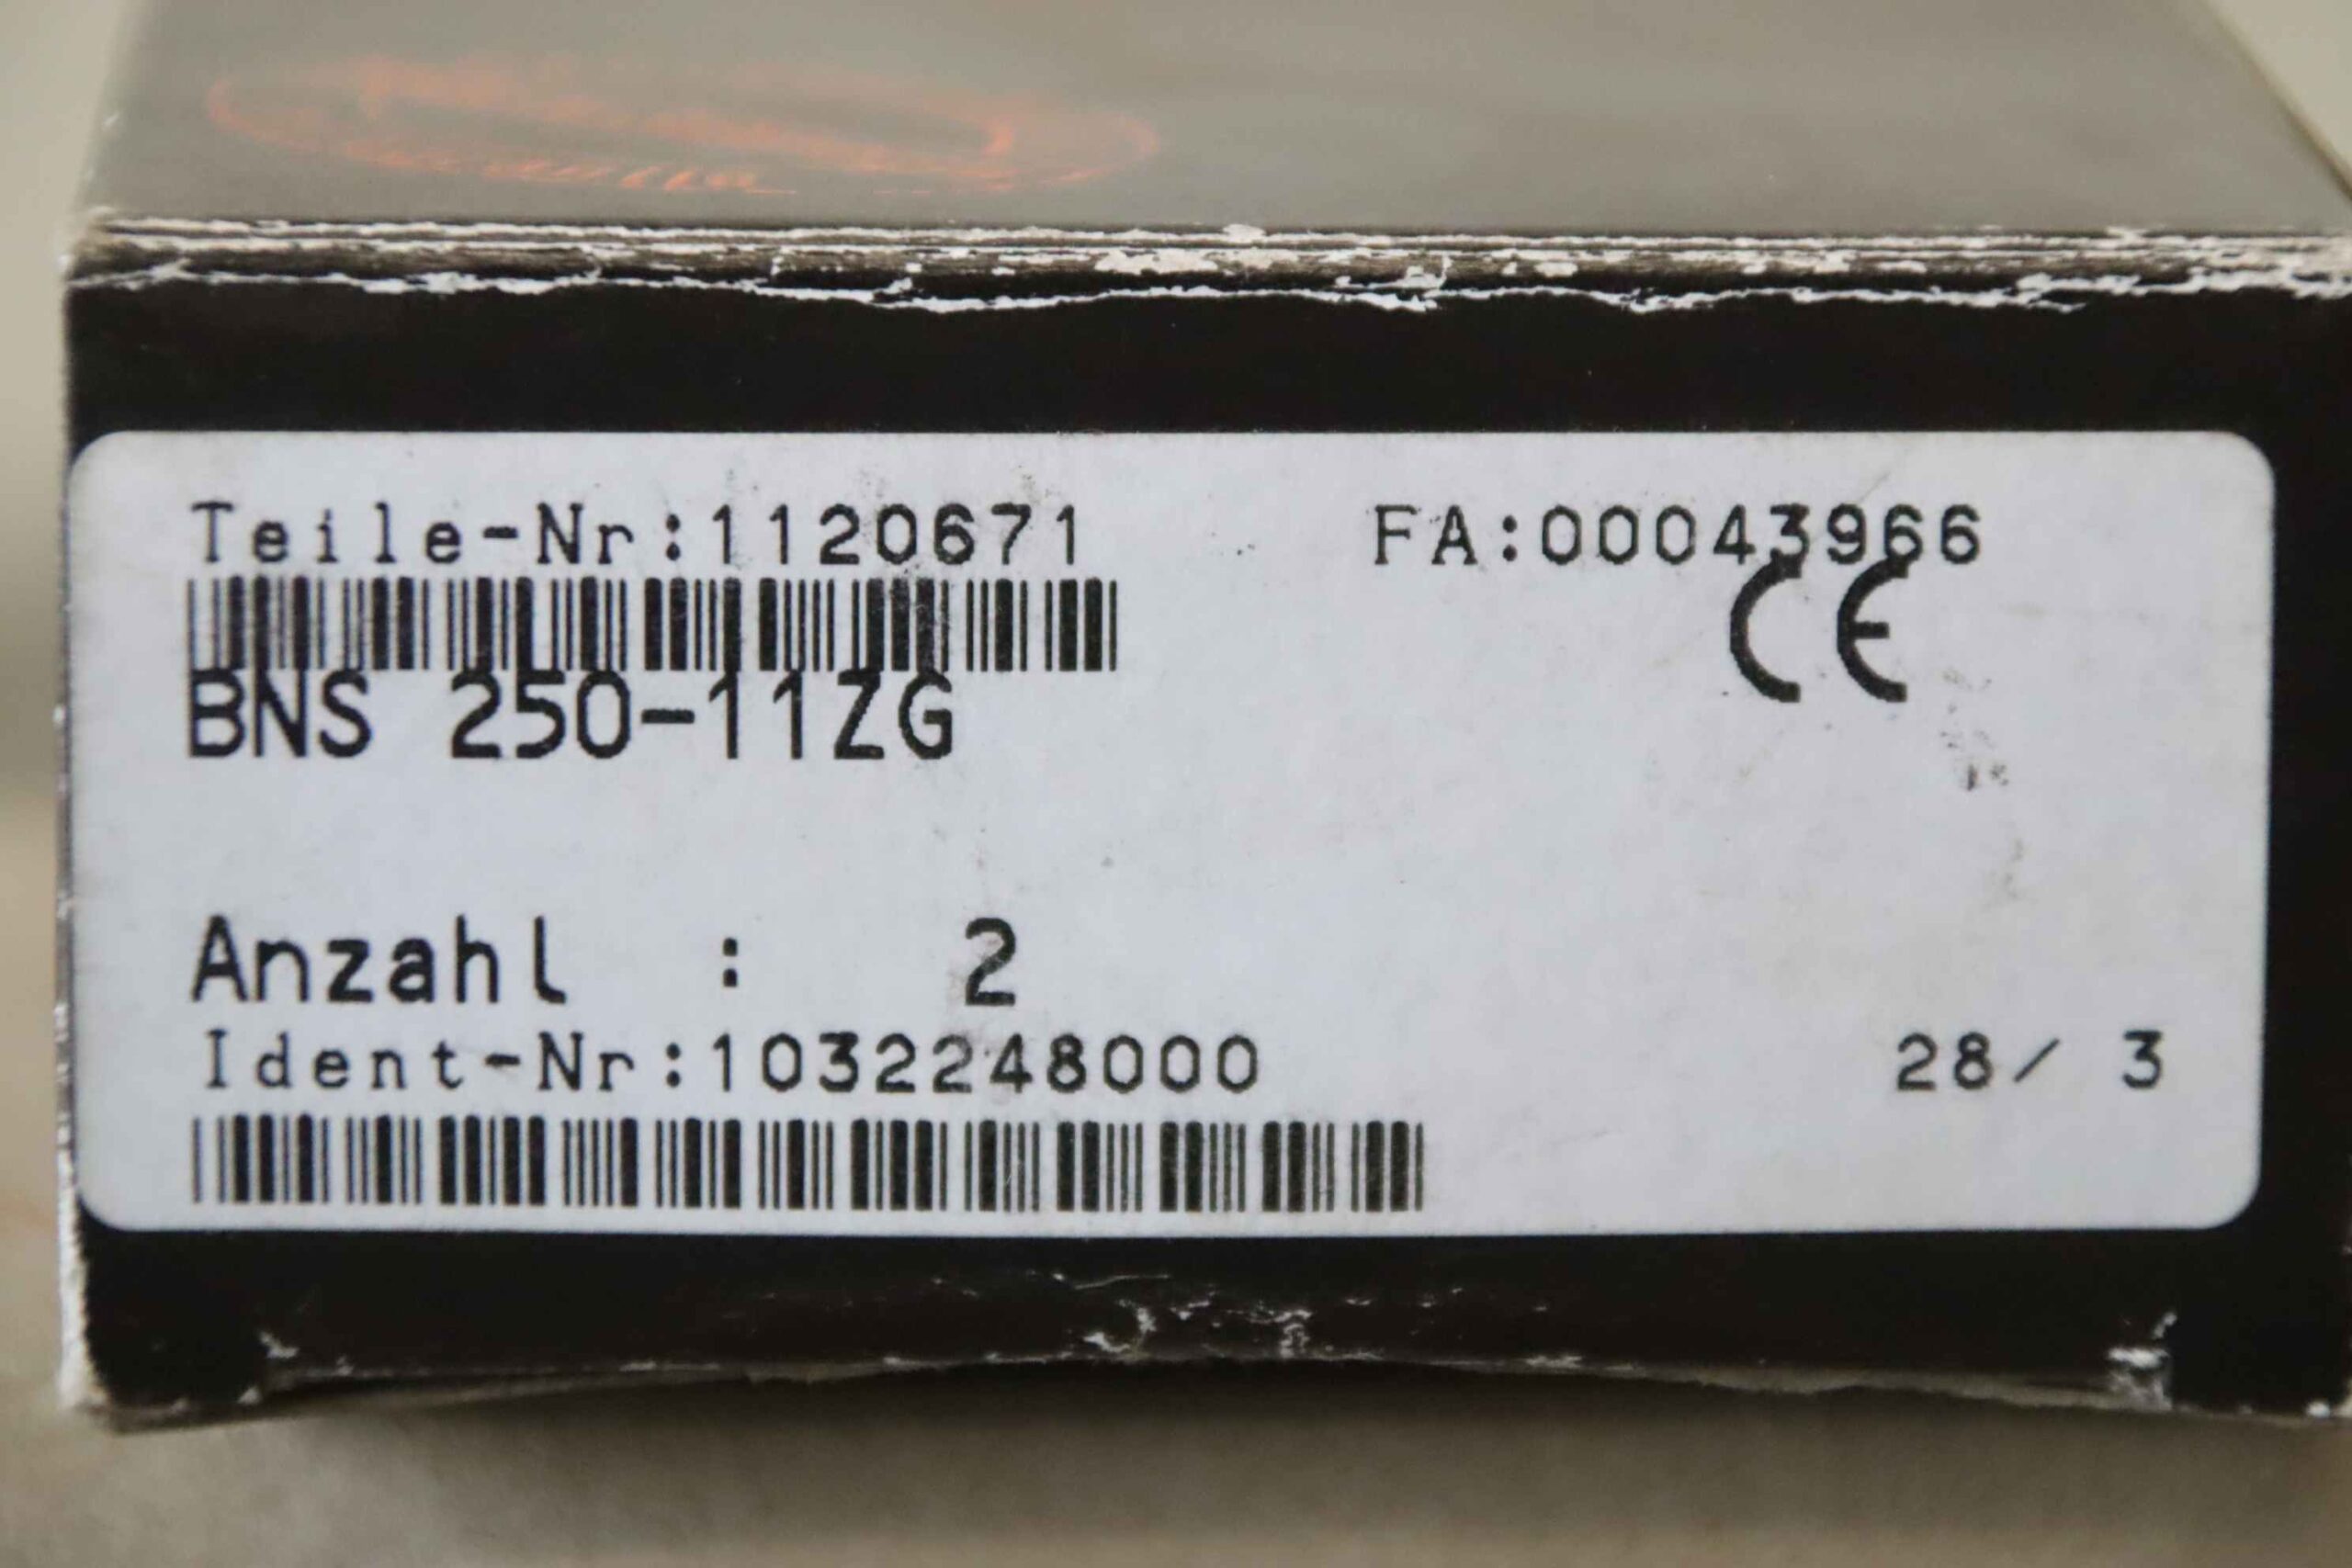 Teile-Nr:1120671 FA:00043966
CE
BNS 250-11ZG
Anzahl : 2
Ident-Nr:1032248000 28/ 3